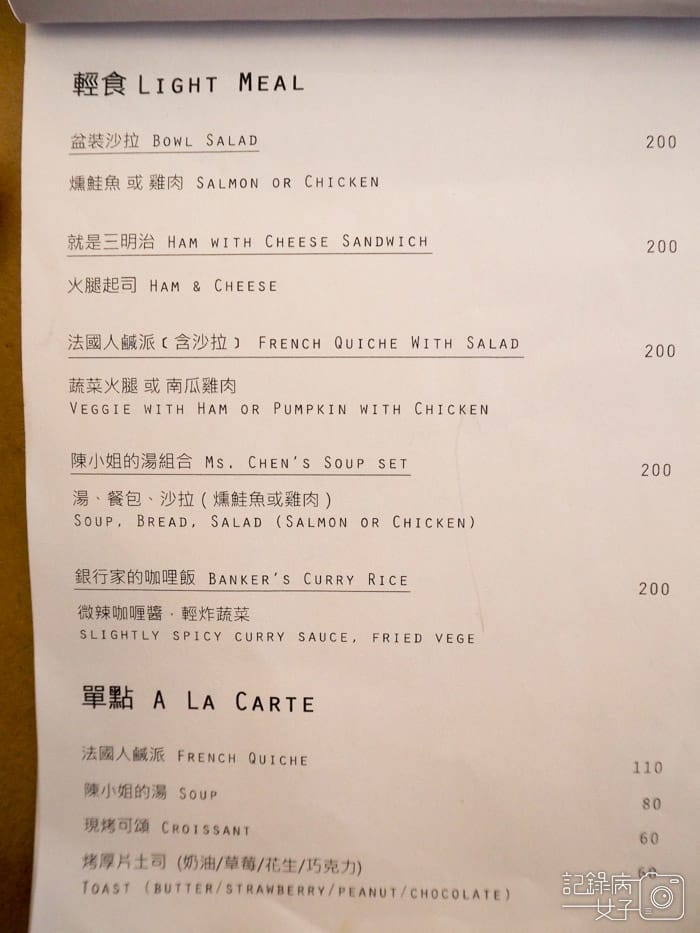 輕食 LIGHT MEAL
盆裝沙拉 BOWL SALAD 200
燻鮭魚 或 雞肉 SALMON OR CHICKEN
就是三明治 HAM WITH CHEESE SANDWICH 200
火腿起司 HAM & CHEESE
法國人鹹派〔含沙拉〕 FRENCH QUICHE WITH SALAD 200
蔬菜火腿 或 南瓜雞肉
VEGGIE WITH HAM OR PUMPKIN WITH CHICKEN
陳小姐的湯組合 MS. CHEN'S SOUP SET 200
湯、餐包、沙拉（燻鮭魚或雞肉）
SOUP, BREAD, SALAD (SALMON OR CHICKEN)
銀行家的咖哩飯 BANKER'S CURRY RICE 200
微辣咖喱醬．輕炸蔬菜
SLIGHTLY SPICY CURRY SAUCE, FRIED VEGE
單點 A LA CARTE
法國人鹹派 FRENCH QUICHE 110
陳小姐的湯 SOUP 80
現烤可頌 CROISSANT 60
烤厚片土司 (奶油/草莓/花生/巧克力) 60
TOAST (BUTTER/STRAWBERRY/PEANUT/CHOCOLATE)
記錄病
女子